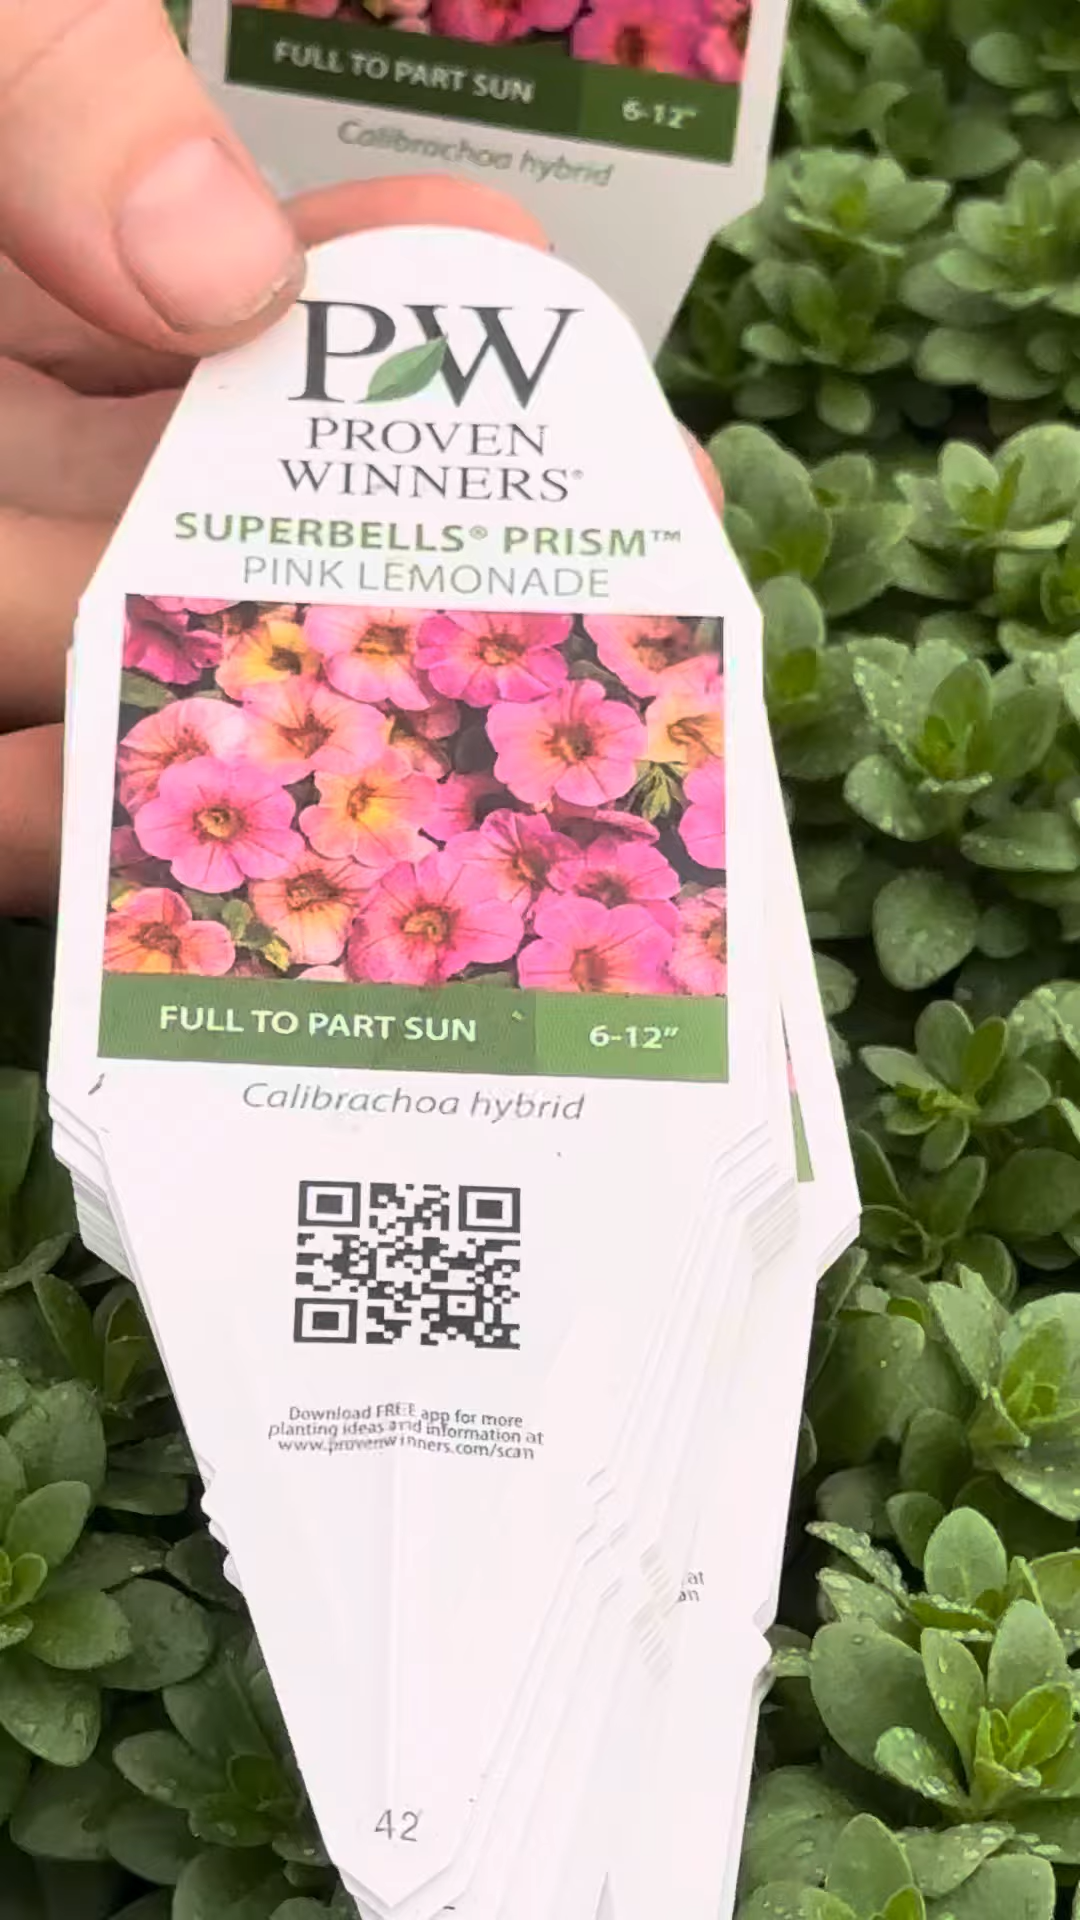 FULL TO PART SUN
6-12"
Calibrachoa hybrid
PW
PROVEN
WINNERS®
SUPERBELLS® PRISM™
PINK LEMONADE
FULL TO PART SUN
6-12"
Calibrachoa hybrid
Download FREE app for more
planting ideas and information at
www.provenwinners.com/scan
at
an
42